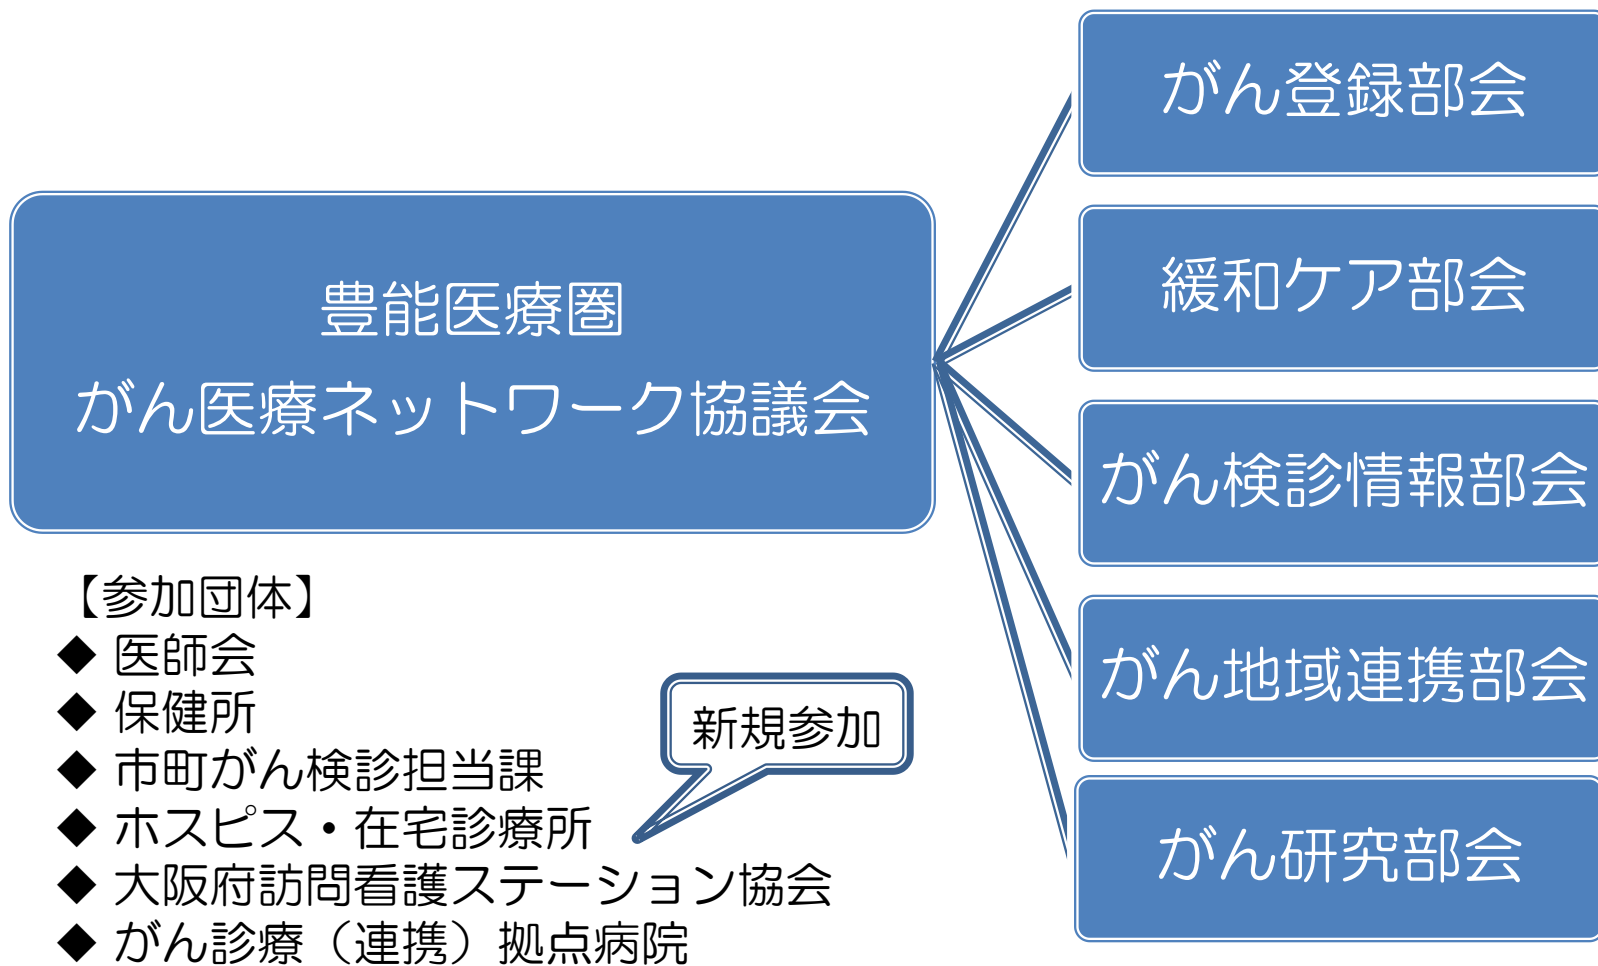 豊能医療圏
がん医療ネットワーク協議会
がん登録部会
緩和ケア部会
がん検診情報部会
がん地域連携部会
がん研究部会
【参加団体】
◆ 医師会
◆ 保健所
◆ 市町がん検診担当課
◆ ホスピス・在宅診療所
◆ 大阪府訪問看護ステーション協会
◆ がん診療（連携）拠点病院
新規参加